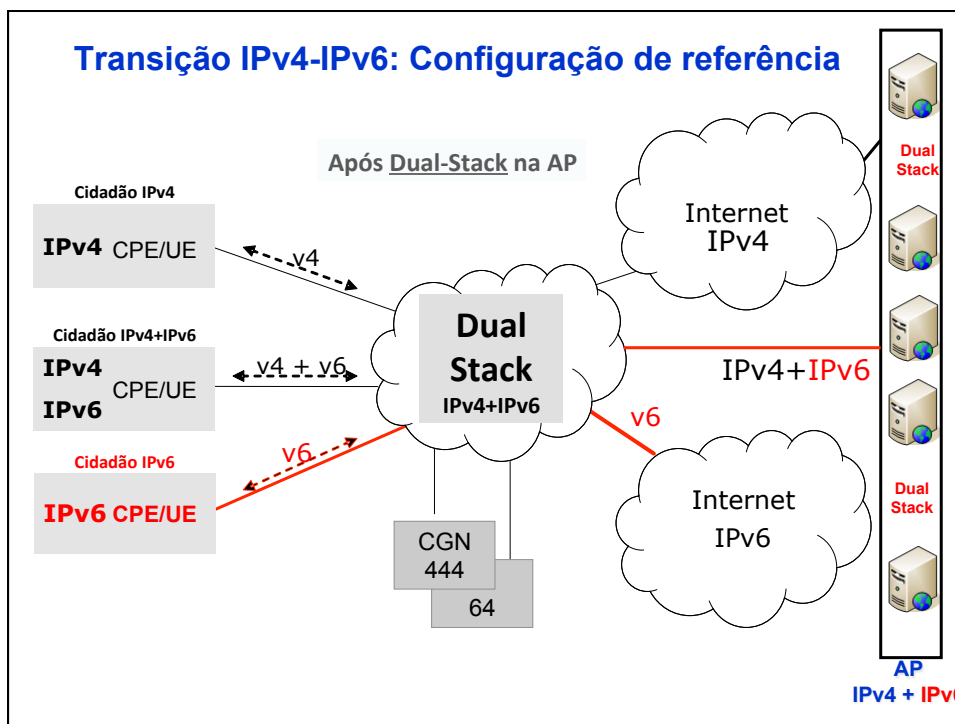 Transição IPv4-IPv6: Configuração de referência
Após Dual-Stack na AP
Cidadão IPv4
IPv4 CPE/UE
v4
Cidadão IPv4+IPv6
IPv4
IPv6
CPE/UE
v4 + v6
Cidadão IPv6
IPv6 CPE/UE
v6
Dual
Stack
IPv4+IPv6
CGN
444
64
Internet
IPv4
IPv4+IPv6
v6
Internet
IPv6
Dual
Stack
Dual
Stack
AP
IPv4 + IPv6